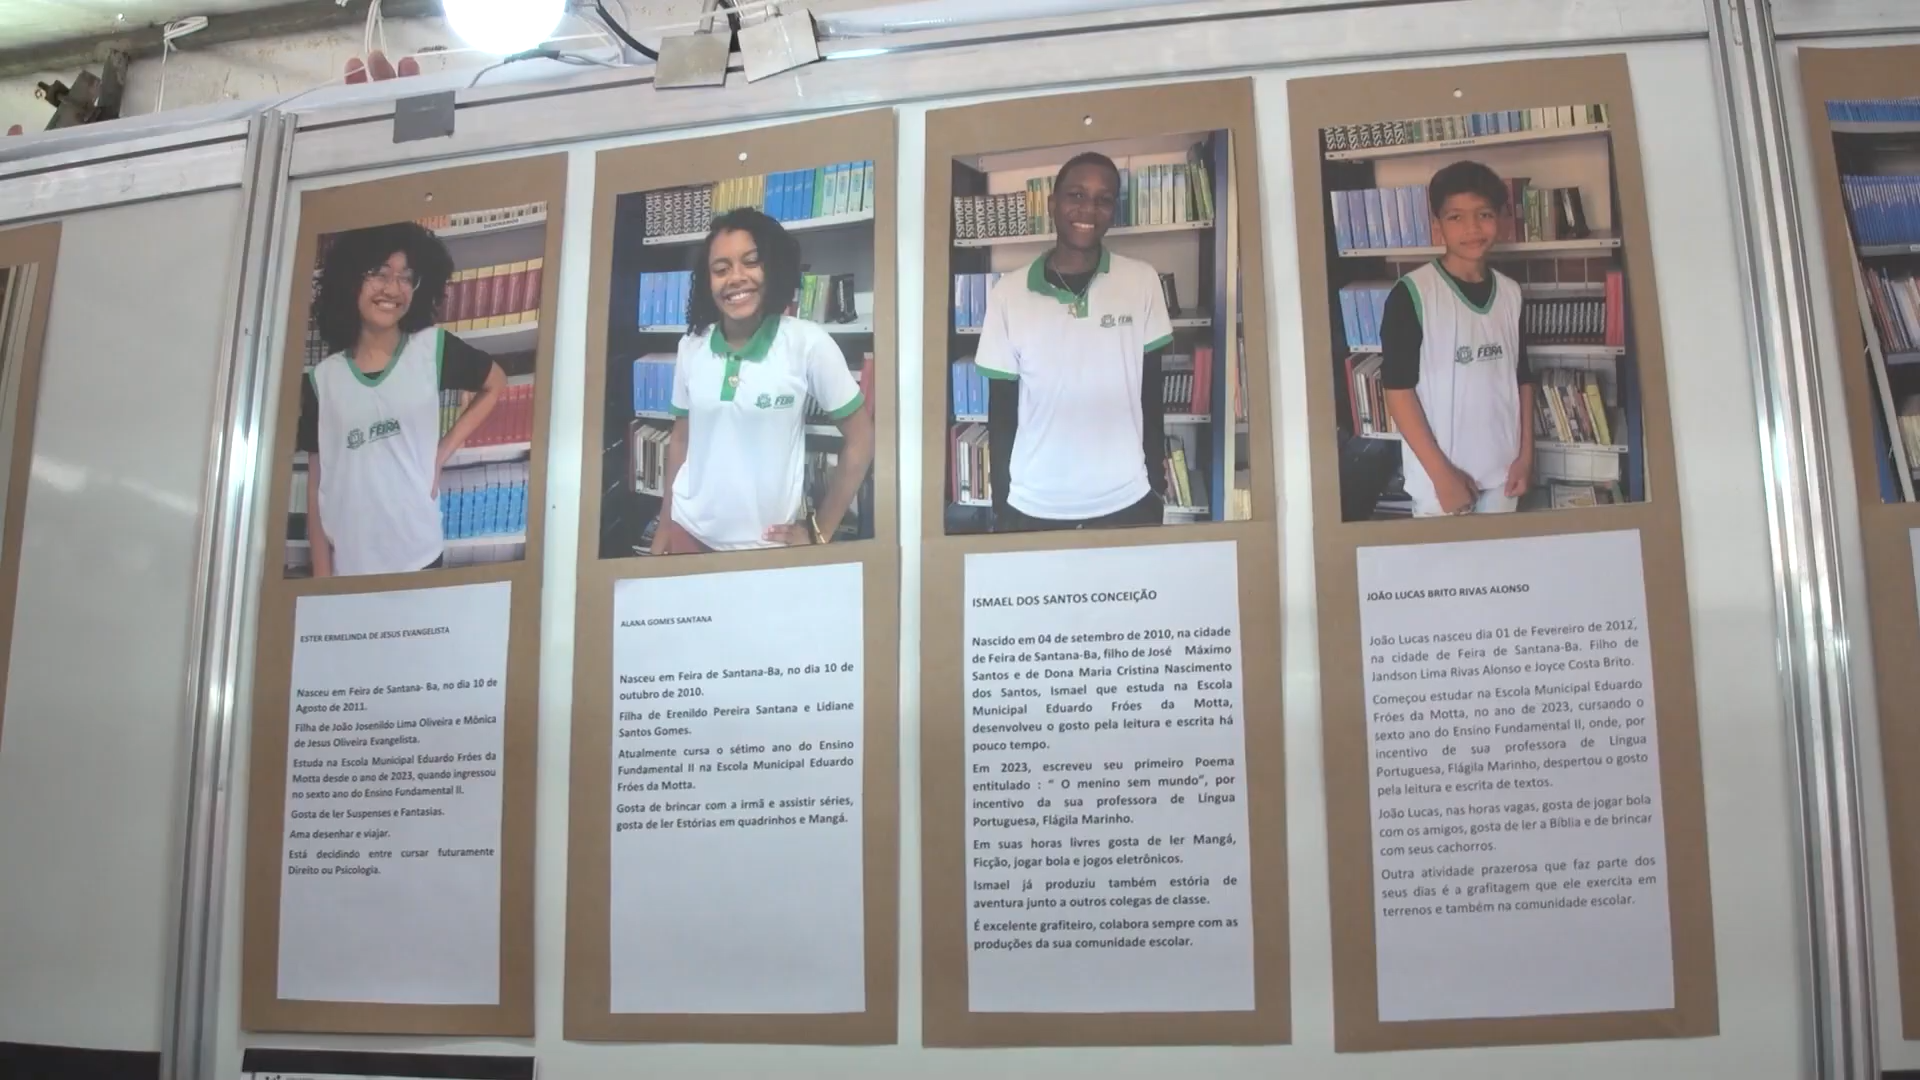 ESTER ERMELINDA DE JESUS EVANGELISTA
Nasceu em Feira de Santana- Ba, no dia 10 de
Agosto de 2011.
Filha de João Josenildo Lima Oliveira e Mônica
de Jesus Oliveira Evangelista.
Estuda na Escola Municipal Eduardo Fróes da
Motta desde o ano de 2023, quando ingressou
no sexto ano do Ensino Fundamental II.
Gosta de ler Suspenses e Fantasias.
Ama desenhar e viajar.
Está decidindo entre cursar futuramente
Direito ou Psicologia.
ALANA GOMES SANTANA
Nasceu em Feira de Santana-Ba, no dia 10 de
outubro de 2010.
Filha de Erenildo Pereira Santana e Lidiane
Santos Gomes.
Atualmente cursa o sétimo ano do Ensino
Fundamental II na Escola Municipal Eduardo
Fróes da Motta.
Gosta de brincar com a irmã e assistir séries,
gosta de ler Estórias em quadrinhos e Mangá.
ISMAEL DOS SANTOS CONCEIÇÃO
Nascido em 04 de setembro de 2010, na cidade
de Feira de Santana-Ba, filho de José Máximo
Santos e de Dona Maria Cristina Nascimento
dos Santos, Ismael que estuda na Escola
Municipal Eduardo Fróes da Motta,
desenvolveu o gosto pela leitura e escrita há
pouco tempo.
Em 2023, escreveu seu primeiro Poema
entitulado : " O menino sem mundo", por
incentivo da sua professora de Língua
Portuguesa, Flágila Marinho.
Em suas horas livres gosta de ler Mangá,
Ficção, jogar bola e jogos eletrônicos.
Ismael já produziu também estória de
aventura junto a outros colegas de classe.
É excelente grafiteiro, colabora sempre com as
produções da sua comunidade escolar.
JOÃO LUCAS BRITO RIVAS ALONSO
João Lucas nasceu dia 01 de Fevereiro de 2012,
na cidade de Feira de Santana-Ba. Filho de
Jandson Lima Rivas Alonso e Joyce Costa Brito.
Começou estudar na Escola Municipal Eduardo
Fróes da Motta, no ano de 2023, cursando o
sexto ano do Ensino Fundamental II, onde, por
incentivo de sua professora de Língua
Portuguesa, Flágila Marinho, despertou o gosto
pela leitura e escrita de textos.
João Lucas, nas horas vagas, gosta de jogar bola
com os amigos, gosta de ler a Bíblia e de brincar
com seus cachorros.
Outra atividade prazerosa que faz parte dos
seus dias é a grafitagem que ele exercita em
terrenos e também na comunidade escolar.
FEIRA
FEIRA
FEIRA
FEIRA
HOUAISS
HOUAISS